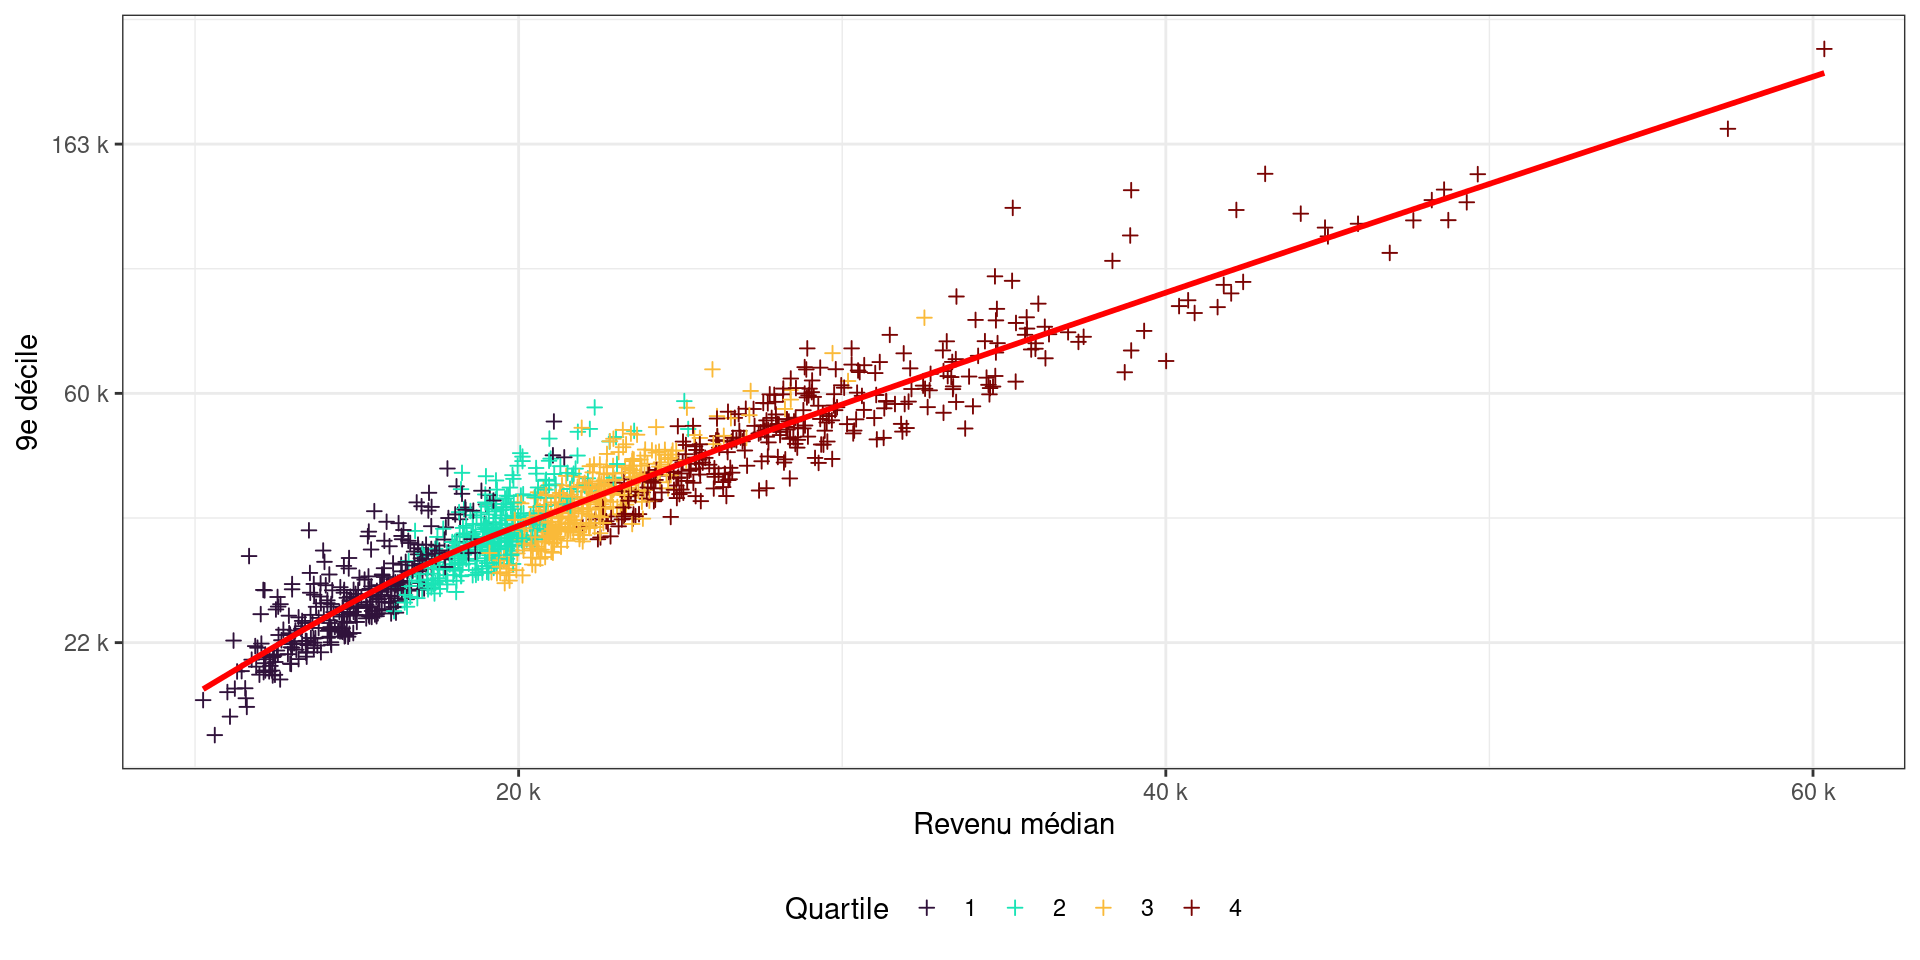 9e décile
163 k
60 k
22 k
20 k 40 k 60 k
Revenu médian
Quartile 1 2 3 4